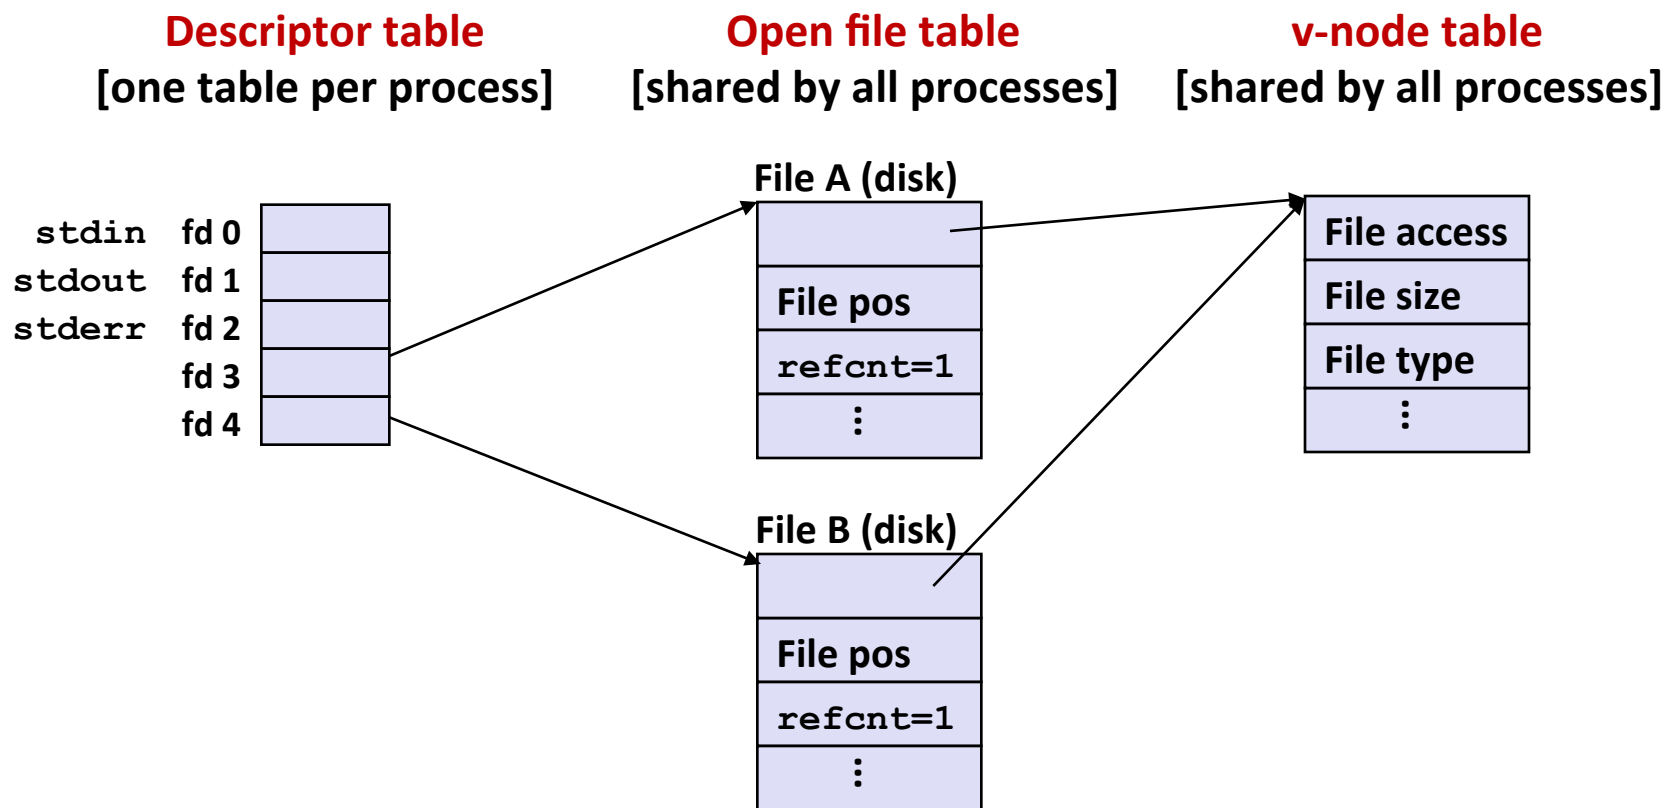 Descriptor table
[one table per process]
Open file table
[shared by all processes]
v-node table
[shared by all processes]
stdin fd 0
stdout fd 1
stderr fd 2
fd 3
fd 4
File A (disk)
File pos
refcnt=1
⋮
File B (disk)
File pos
refcnt=1
⋮
File access
File size
File type
⋮